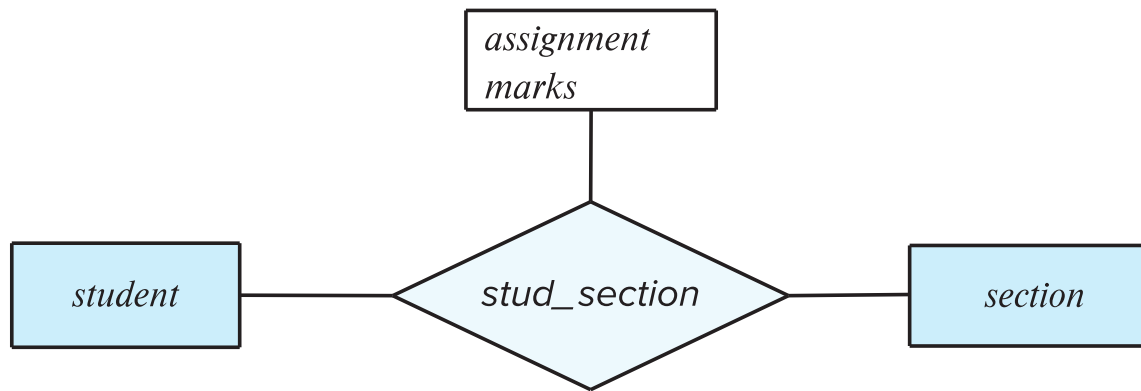 assignment
marks
student
stud_section
section